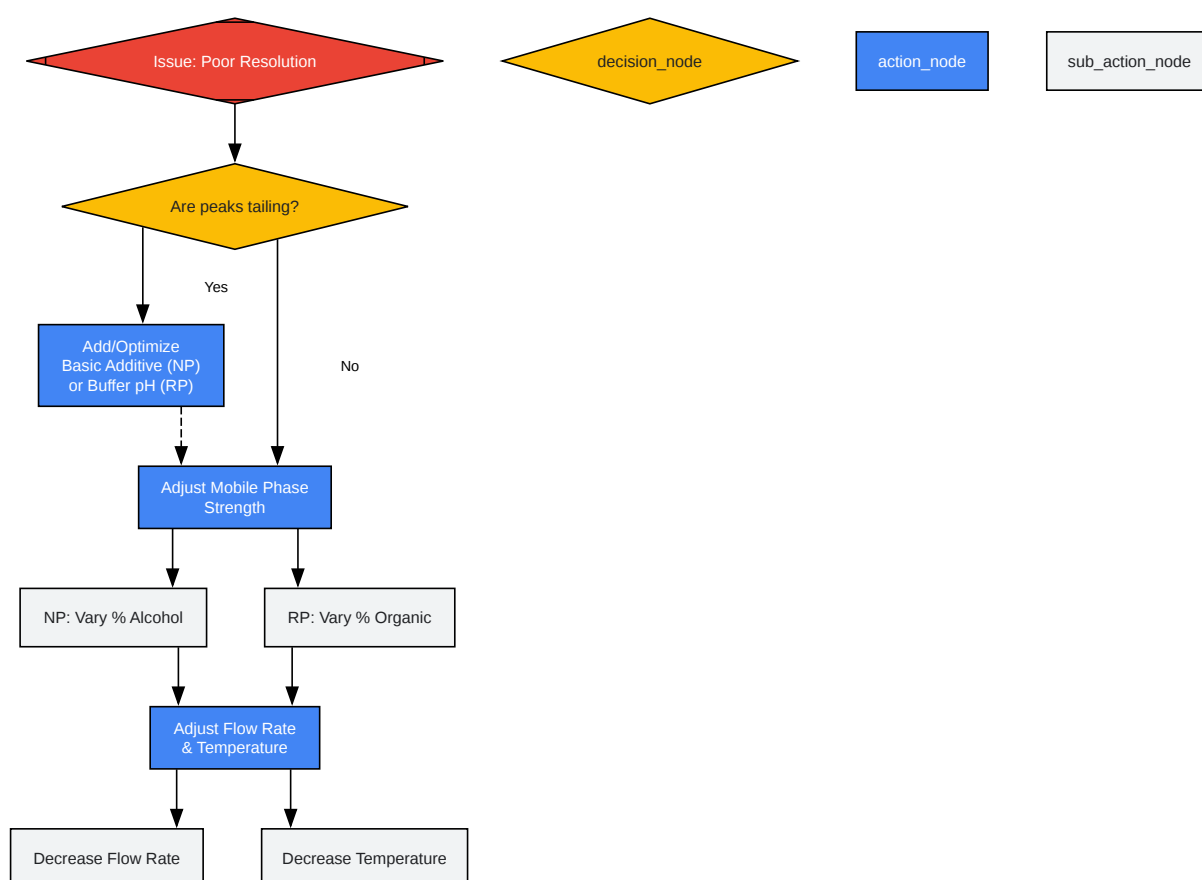 Issue: Poor Resolution
decision_node
action_node
sub_action_node
Are peaks tailing?
Yes
Add/Optimize
Basic Additive (NP)
or Buffer pH (RP)
No
Adjust Mobile Phase
Strength
NP: Vary % Alcohol
RP: Vary % Organic
Adjust Flow Rate
& Temperature
Decrease Flow Rate
Decrease Temperature